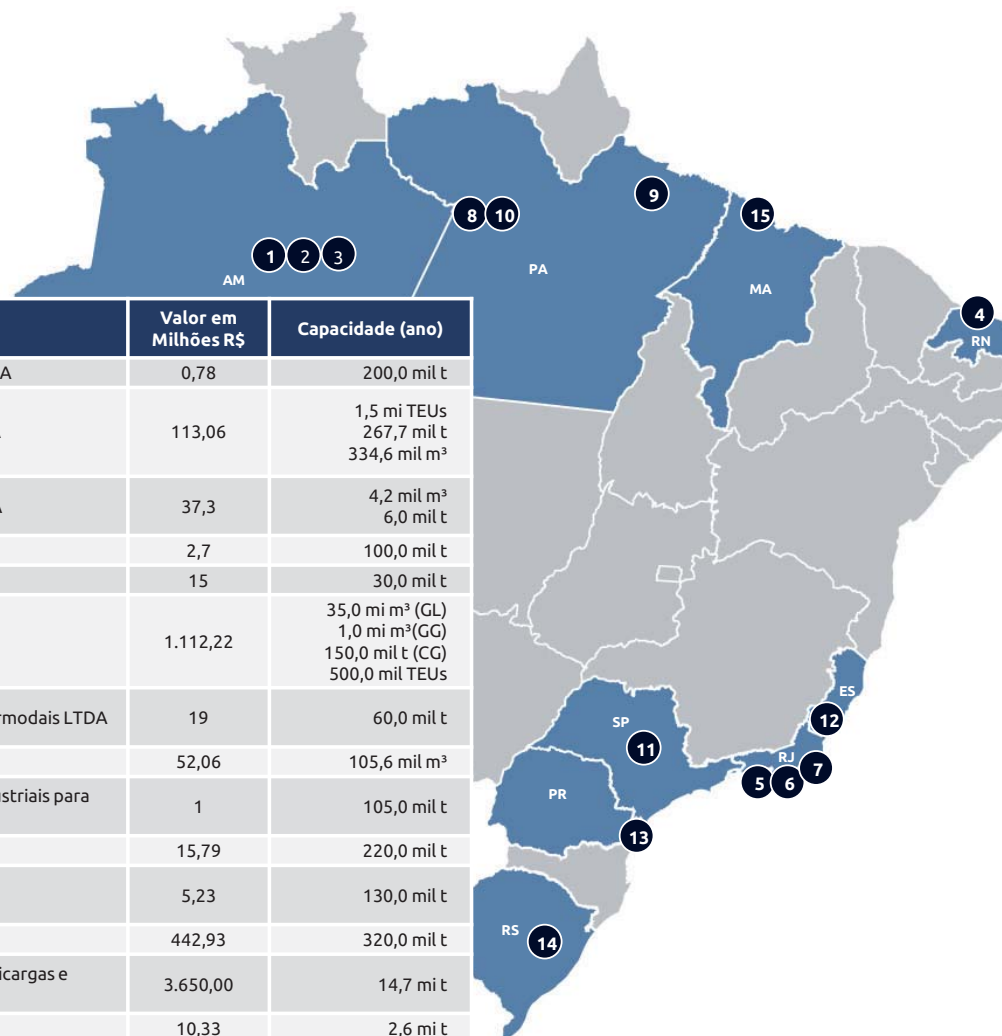 9
8 10
15
1 2 3
PA
AM
MA
4
RN
Valor em
Milhões R$
Capacidade (ano)
A
0,78
200,0 mil t
113,06
1,5 mi TEUs
267,7 mil t
334,6 mil m³
37,3
4,2 mil m³
6,0 mil t
2,7
100,0 mil t
15
30,0 mil t
1.112,22
35,0 mi m³ (GL)
1,0 mi m³(GG)
150,0 mil t (CG)
500,0 mil TEUs
rmodais LTDA
19
60,0 mil t
52,06
105,6 mil m³
ustriais para
1
105,0 mil t
15,79
220,0 mil t
5,23
130,0 mil t
442,93
320,0 mil t
icargas e
3.650,00
14,7 mi t
10,33
2,6 mi t
ES
12
SP
11
RJ
7
5 6
PR
13
RS
14